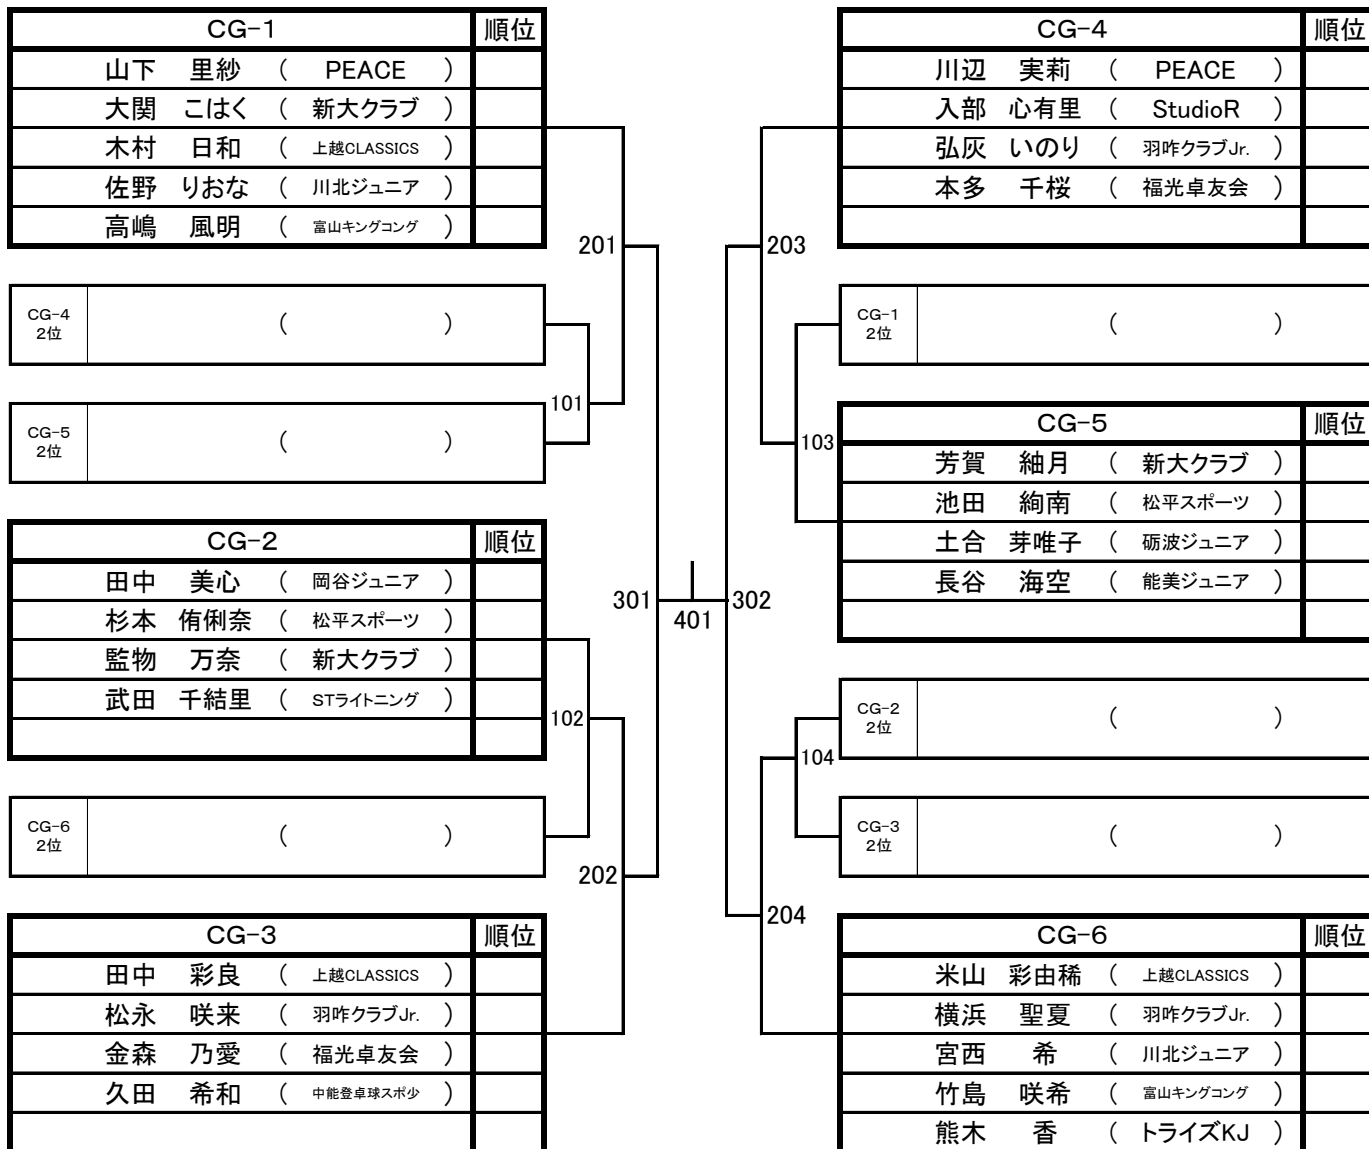 CG-1 順位
山下 里紗 ( PEACE )
大関 こはく ( 新大クラブ )
木村 日和 ( 上越CLASSICS )
佐野 りおな ( 川北ジュニア )
高嶋 風明 ( 富山キングコング )
201
CG-4
2位 ( )
101
CG-5
2位 ( )
CG-2 順位
田中 美心 ( 岡谷ジュニア )
杉本 侑俐奈 ( 松平スポーツ )
監物 万奈 ( 新大クラブ )
武田 千結里 ( STライトニング )
102
CG-6
2位 ( )
202
CG-3 順位
田中 彩良 ( 上越CLASSICS )
松永 咲来 ( 羽咋クラブJr. )
金森 乃愛 ( 福光卓友会 )
久田 希和 ( 中能登卓球スポ少 )
301
401
302
CG-4 順位
川辺 実莉 ( PEACE )
入部 心有里 ( StudioR )
弘灰 いのり ( 羽咋クラブJr. )
本多 千桜 ( 福光卓友会 )
203
CG-1
2位 ( )
103
CG-5 順位
芳賀 紬月 ( 新大クラブ )
池田 絢南 ( 松平スポーツ )
土合 芽唯子 ( 砺波ジュニア )
長谷 海空 ( 能美ジュニア )
CG-2
2位 ( )
104
CG-3
2位 ( )
204
CG-6 順位
米山 彩由稀 ( 上越CLASSICS )
横浜 聖夏 ( 羽咋クラブJr. )
宮西 希 ( 川北ジュニア )
竹島 咲希 ( 富山キングコング )
熊木 香 ( トライズKJ )